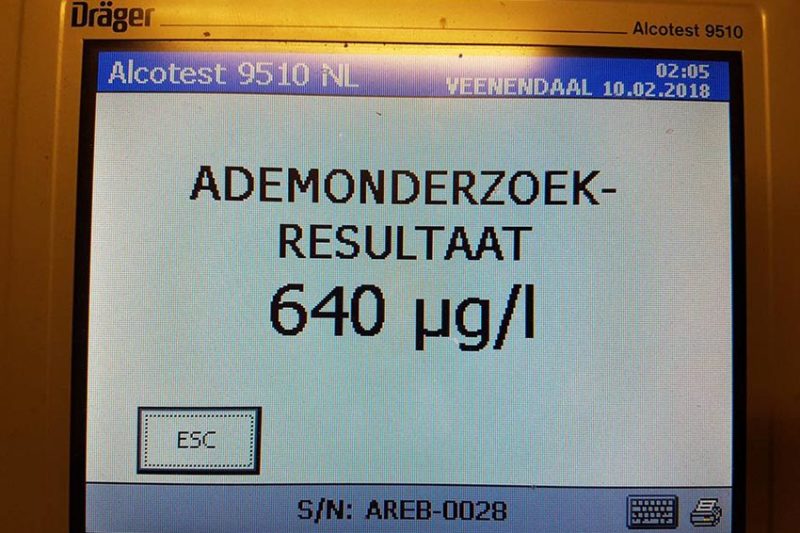 Dräger
Alcotest 9510
Alcotest 9510 NL
02:05
VEENENDAAL 10.02.2018
ADEMONDERZOEK-
RESULTAAT
640 µg/l
ESC
S/N: AREB-0028